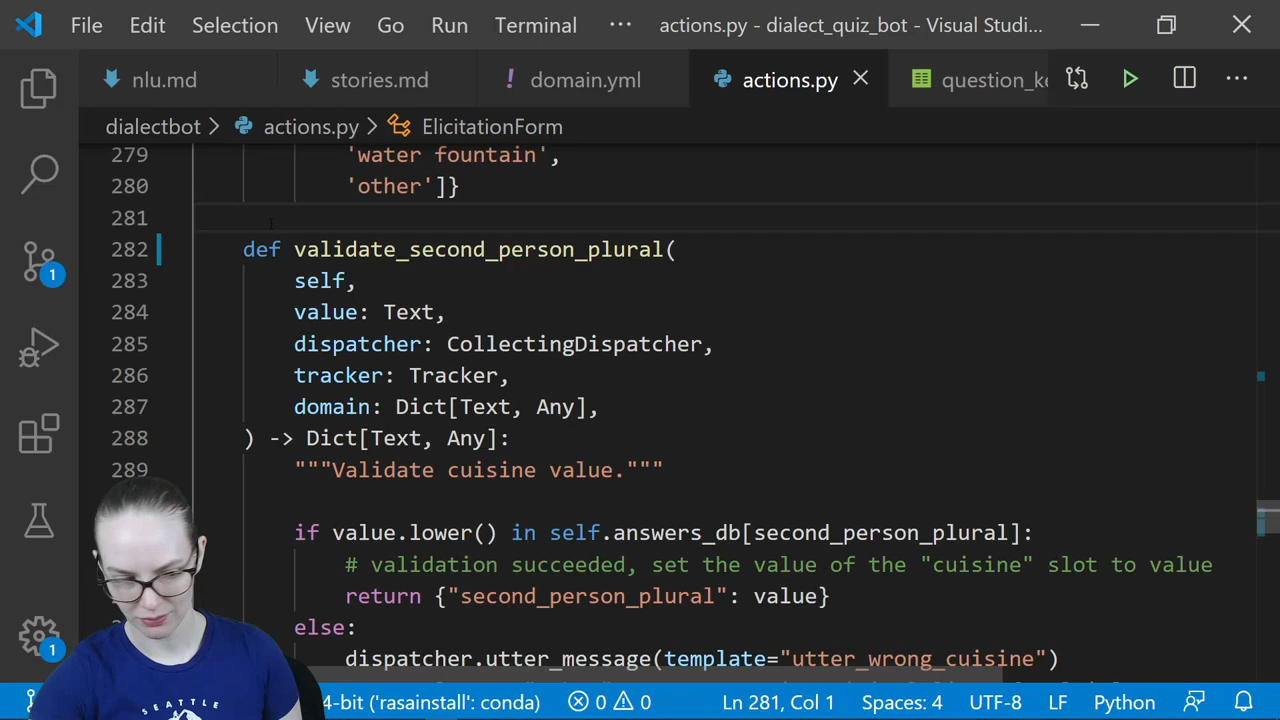 File Edit Selection View Go Run Terminal ··· actions.py - dialect_quiz_bot - Visual Studi...
nlu.md stories.md ! domain.yml actions.py question_ke ···
dialectbot > actions.py > ElicitationForm
279 'water fountain',
280 'other']}
281
282 def validate_second_person_plural(
283 self,
284 value: Text,
285 dispatcher: CollectingDispatcher,
286 tracker: Tracker,
287 domain: Dict[Text, Any],
288 ) -> Dict[Text, Any]:
289 """Validate cuisine value."""
if value.lower() in self.answers_db[second_person_plural]:
# validation succeeded, set the value of the "cuisine" slot to value
return {"second_person_plural": value}
else:
dispatcher.utter_message(template="utter_wrong_cuisine")
1
1
SEATTLE
4-bit ('rasainstall': conda) 0 0 Ln 281, Col 1 Spaces: 4 UTF-8 LF Python